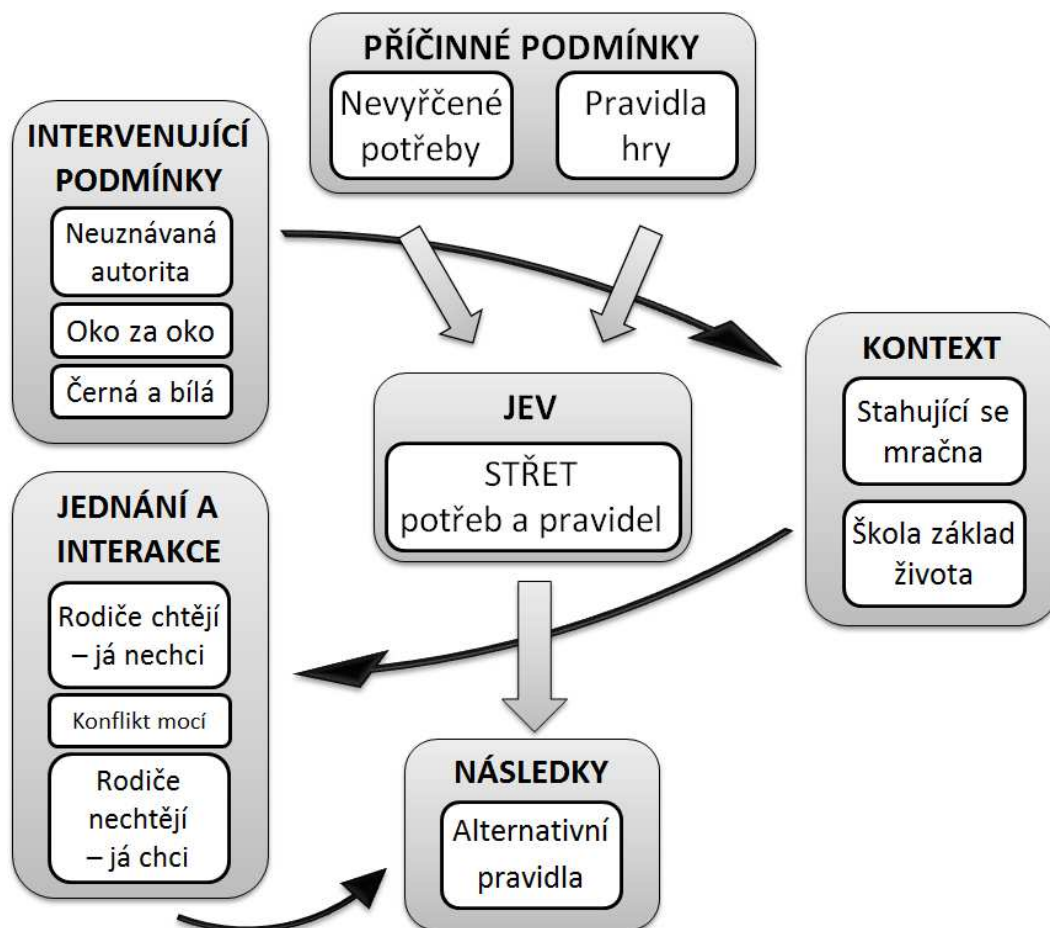 PŘÍČINNÉ PODMÍNKY
Nevyřčené
potřeby
Pravidla
hry
INTERVENUJÍCÍ
PODMÍNKY
Neuznávaná
autorita
Oko za oko
Černá a bílá
KONTEXT
Stahující se
mračna
Škola základ
života
JEV
STŘET
potřeb a pravidel
JEDNÁNÍ A
INTERAKCE
Rodiče chtějí
– já nechci
Konflikt mocí
Rodiče
nechtějí
– já chci
NÁSLEDKY
Alternativní
pravidla